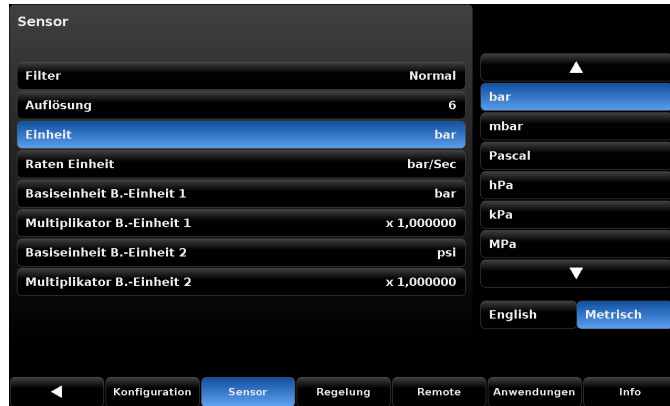 Sensor
Filter Normal
Auflösung 6
Einheit bar
Raten Einheit bar/Sec
Basiseinheit B.-Einheit 1 bar
Multiplikator B.-Einheit 1 x 1,000000
Basiseinheit B.-Einheit 2 psi
Multiplikator B.-Einheit 2 x 1,000000
bar
mbar
Pascal
hPa
kPa
MPa
English Metrisch
Konfiguration Sensor Regelung Remote Anwendungen Info